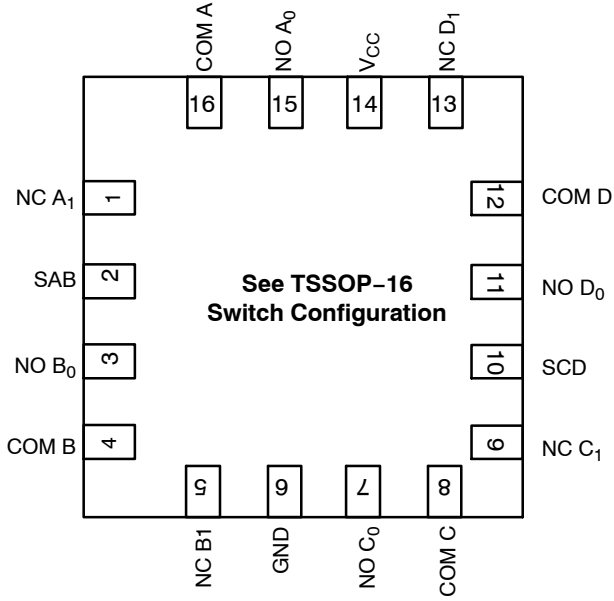 COM A
NO A₀
V_CC
NC D₁
16
15
14
13
NC A₁
1
12
COM D
SAB
2
See TSSOP−16
Switch Configuration
11
NO D₀
NO B₀
3
10
SCD
COM B
4
9
NC C₁
5
6
7
8
NC B1
GND
NO C₀
COM C